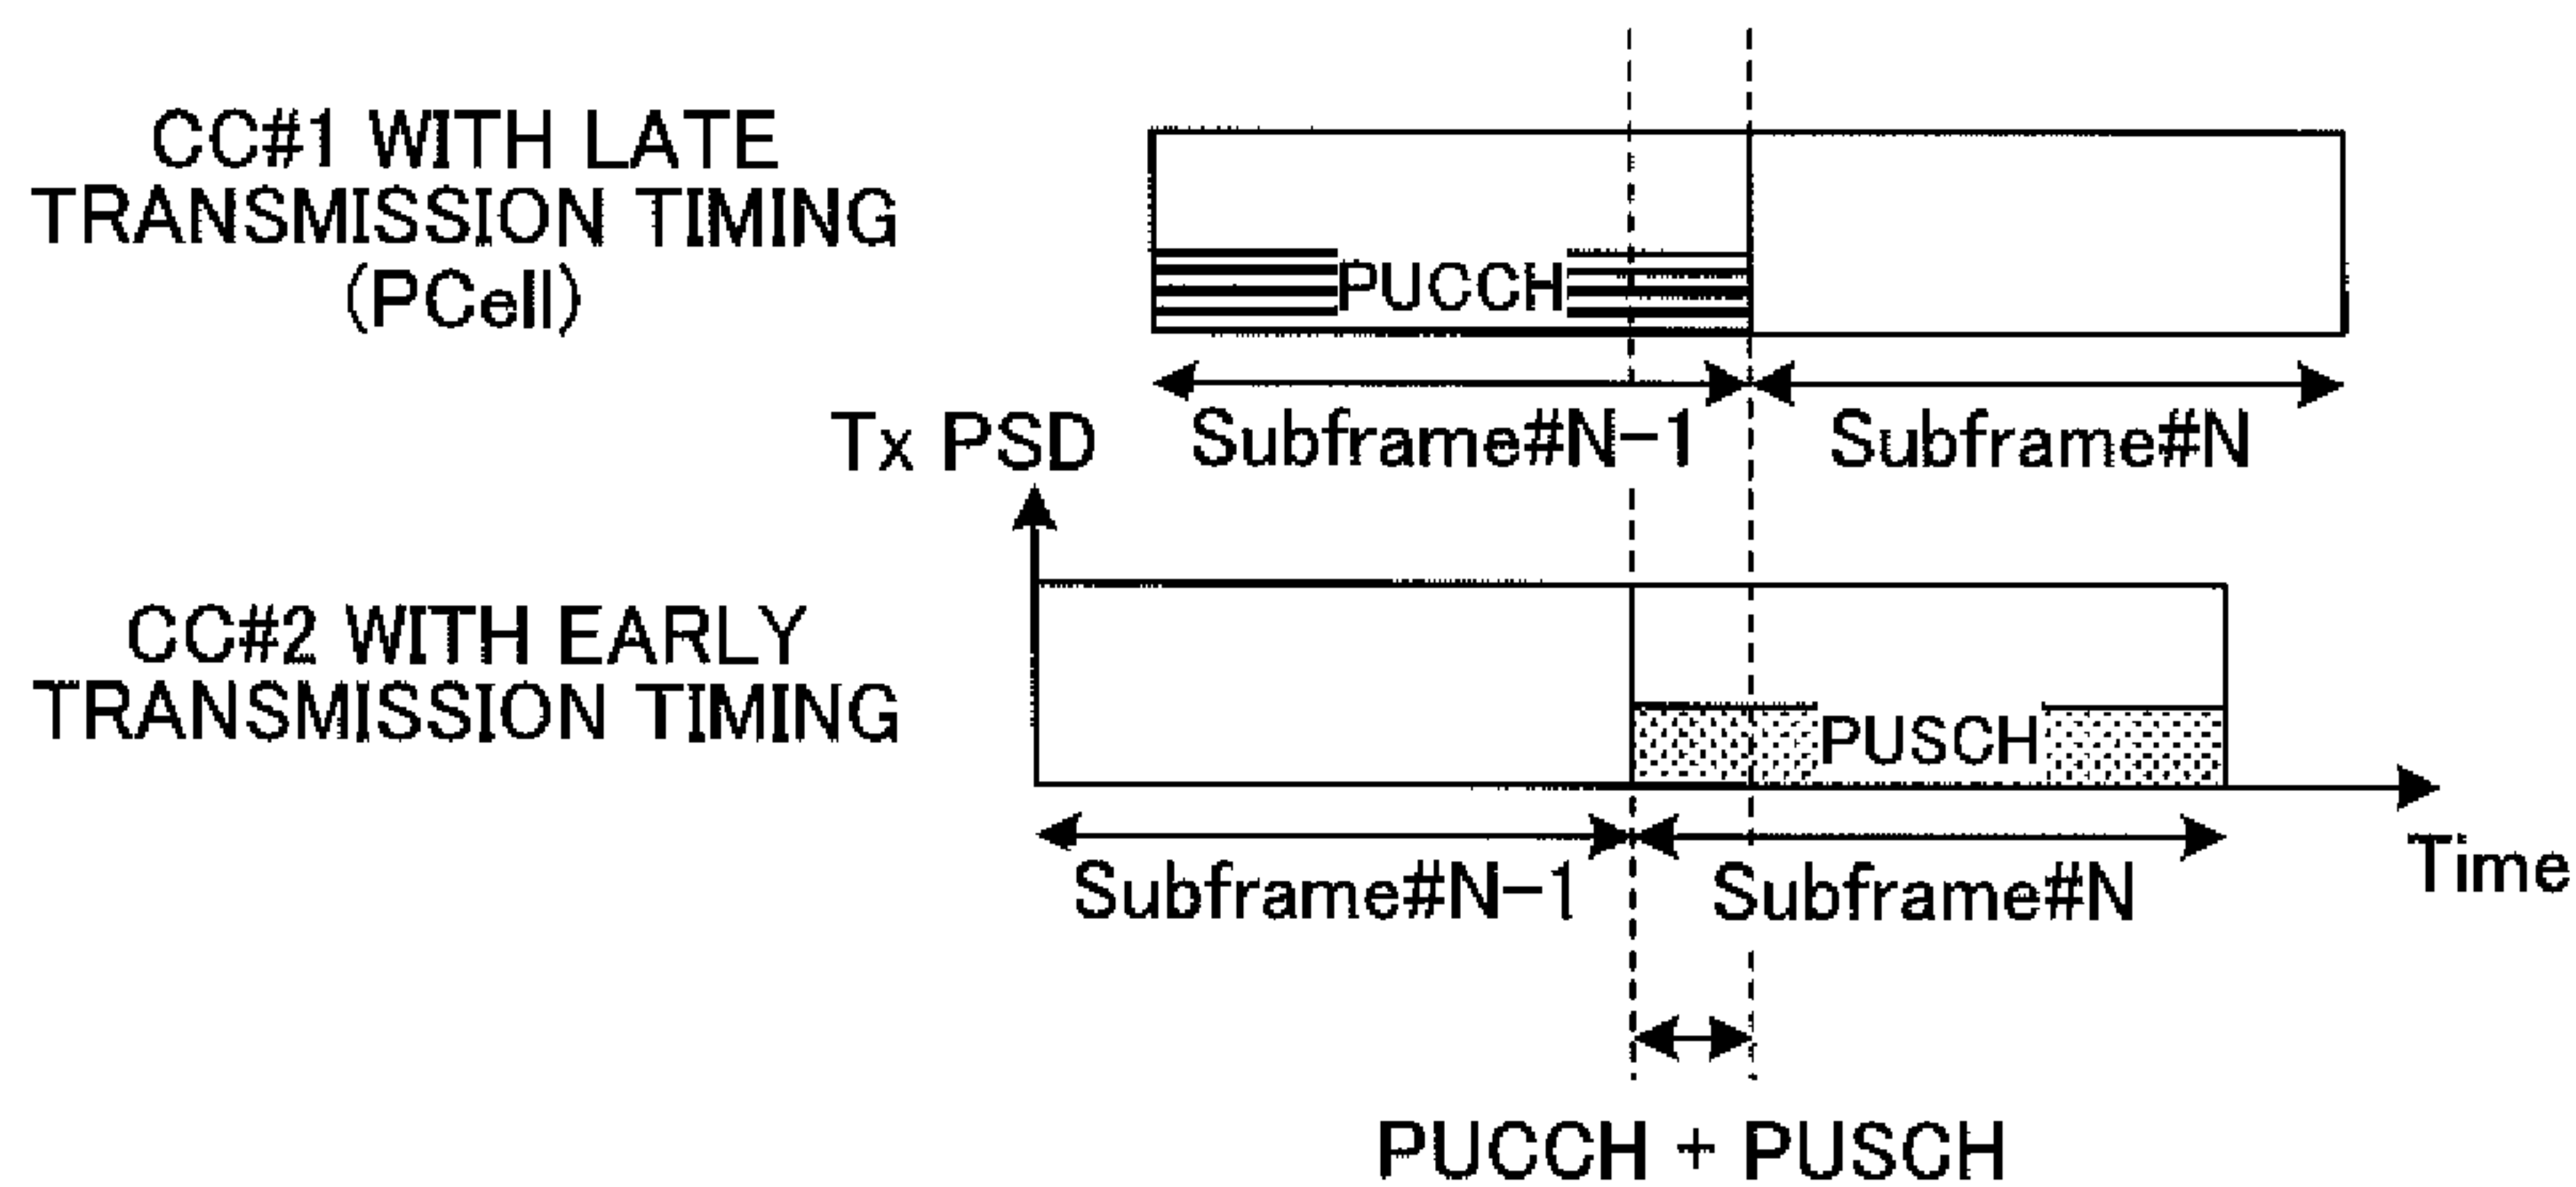 CC#1 WITH LATE
TRANSMISSION TIMING
(PCell)
PUCCH
Subframe#N-1
Subframe#N
Tx PSD
CC#2 WITH EARLY
TRANSMISSION TIMING
PUSCH
Subframe#N-1
Subframe#N
Time
PUCCH + PUSCH